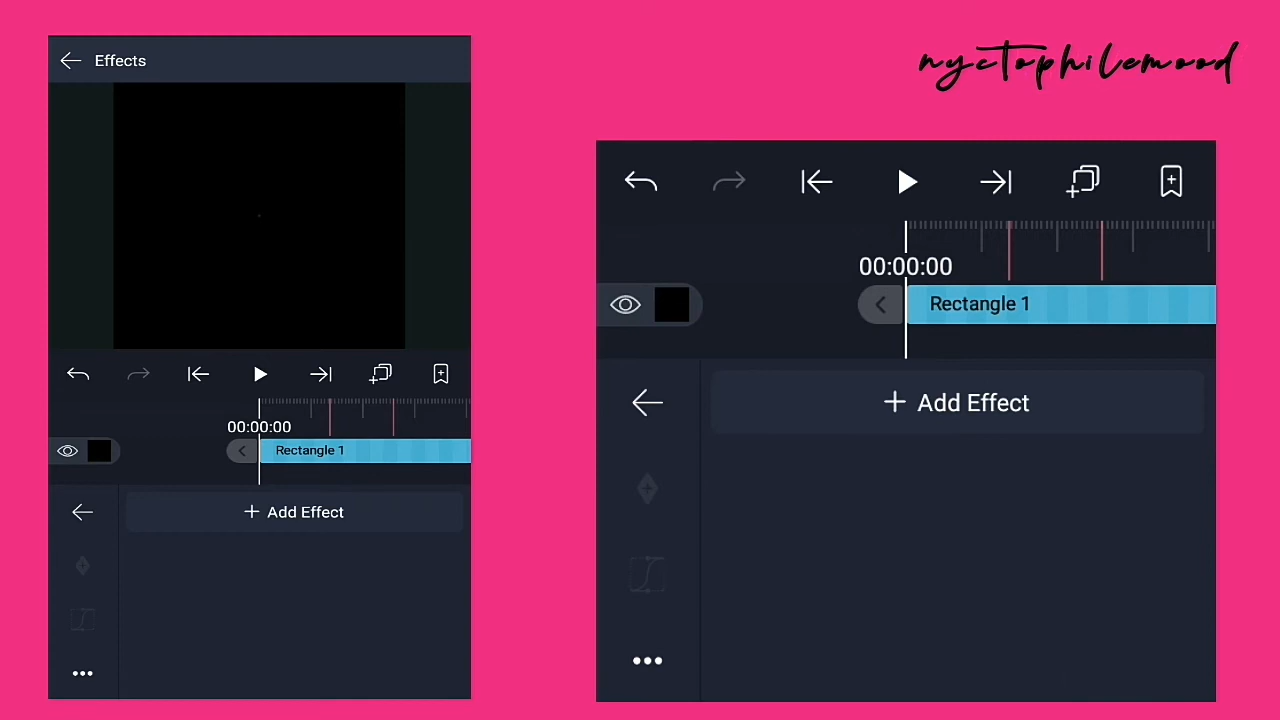 Effects
00:00:00
Rectangle 1
+ Add Effect
nyctophilemood
00:00:00
Rectangle 1
+ Add Effect